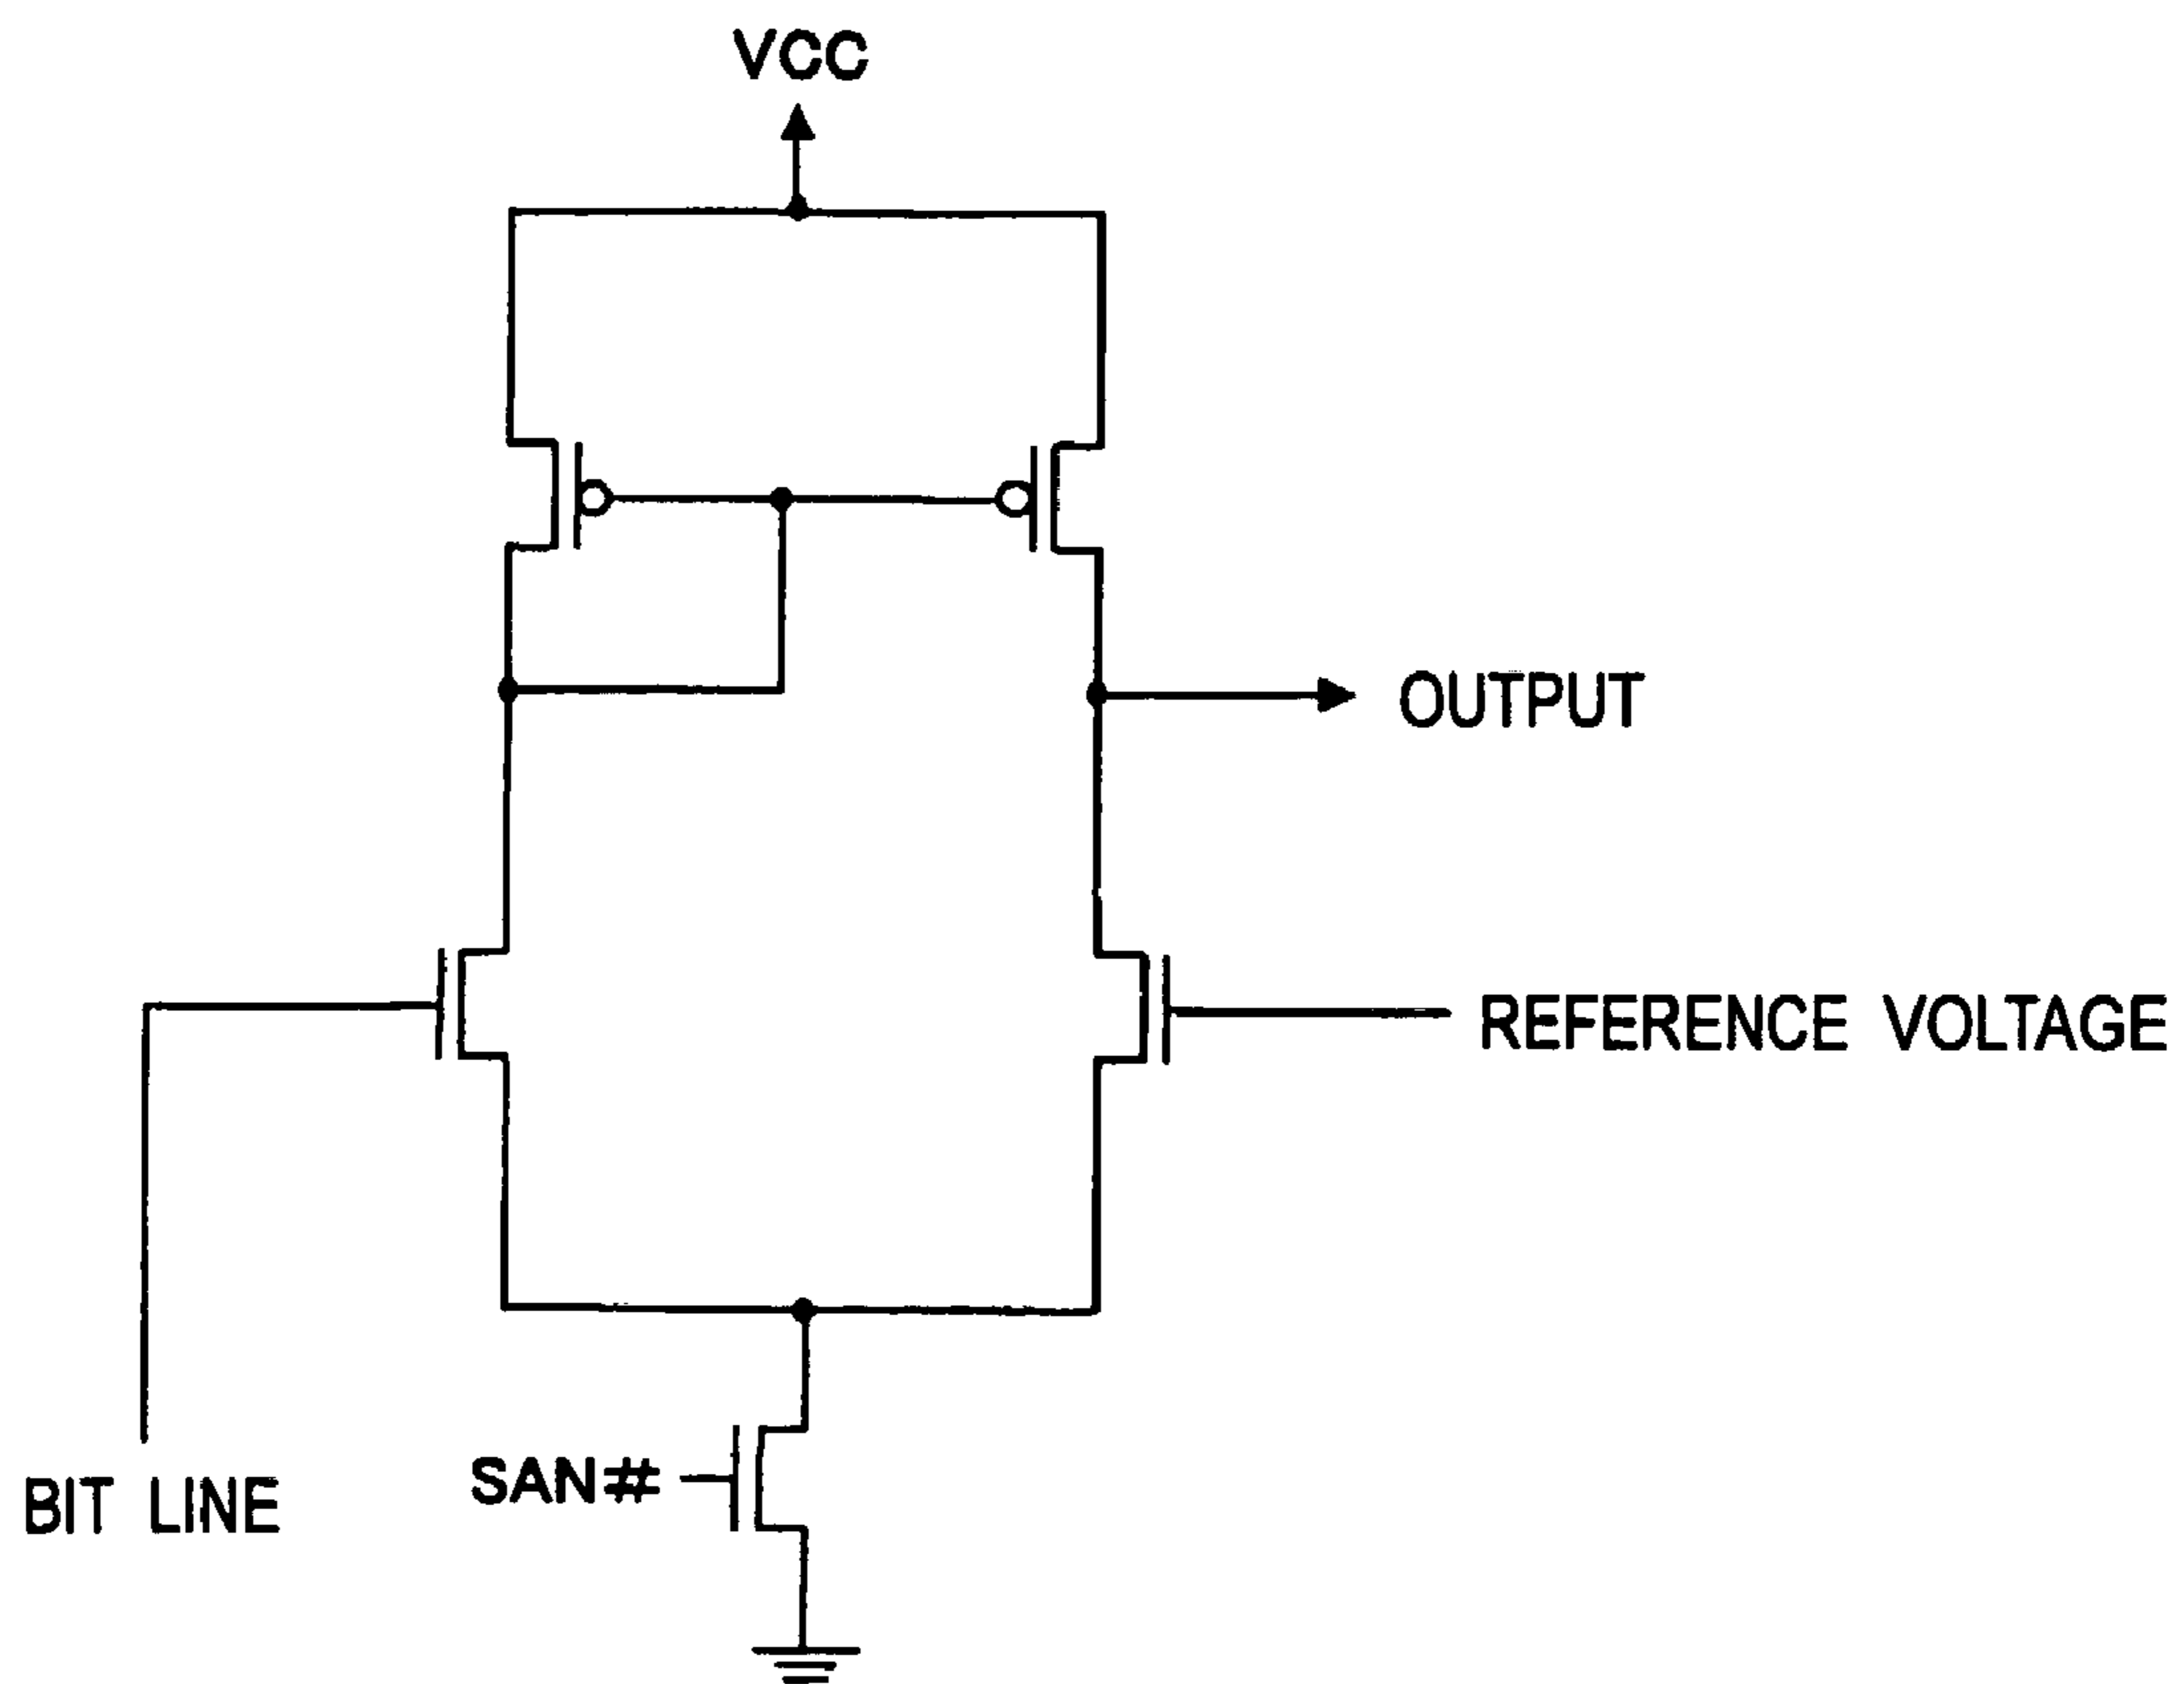 VCC
OUTPUT
REFERENCE VOLTAGE
SAN#
BIT LINE